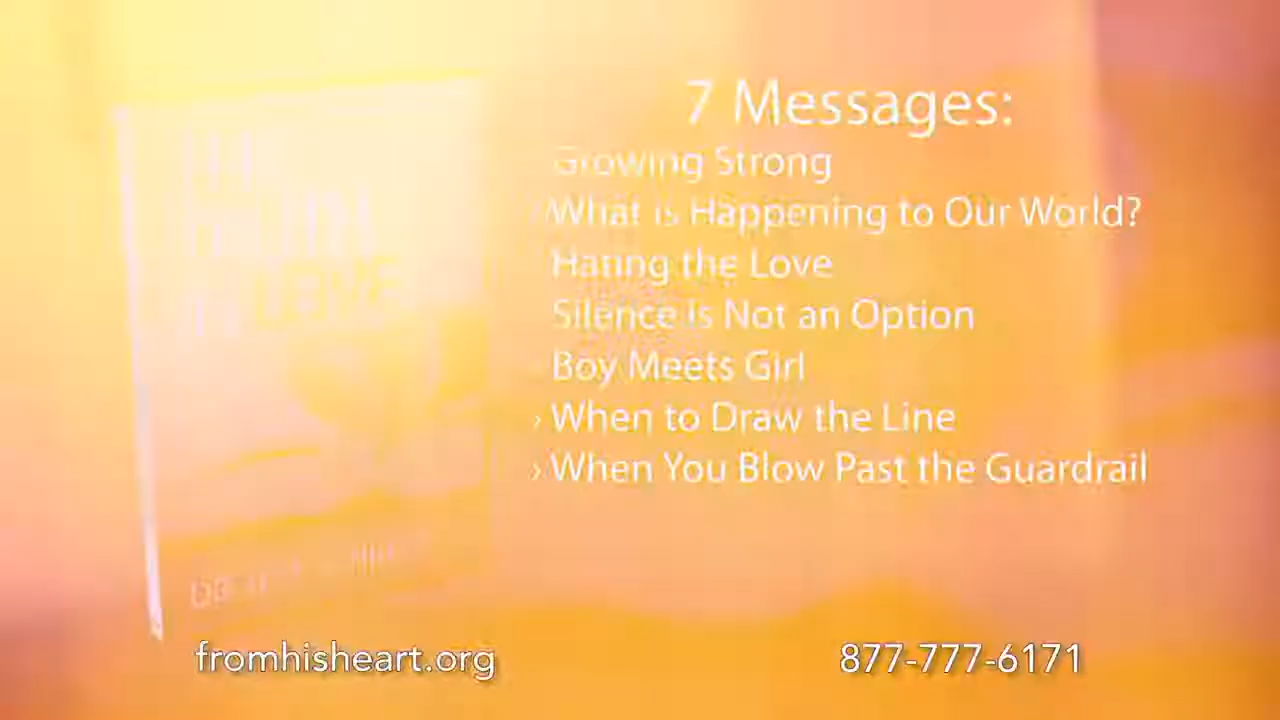 7 Messages:
Growing Strong
What is Happening to Our World?
Hating the Love
Silence is Not an Option
Boy Meets Girl
› When to Draw the Line
› When You Blow Past the Guardrail
LOVE
fromhisheart.org
877-777-6171